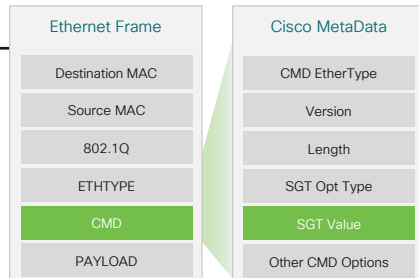 Ethernet Frame
Destination MAC
Source MAC
802.1Q
ETHTYPE
CMD
PAYLOAD
Cisco MetaData
CMD EtherType
Version
Length
SGT Opt Type
SGT Value
Other CMD Options